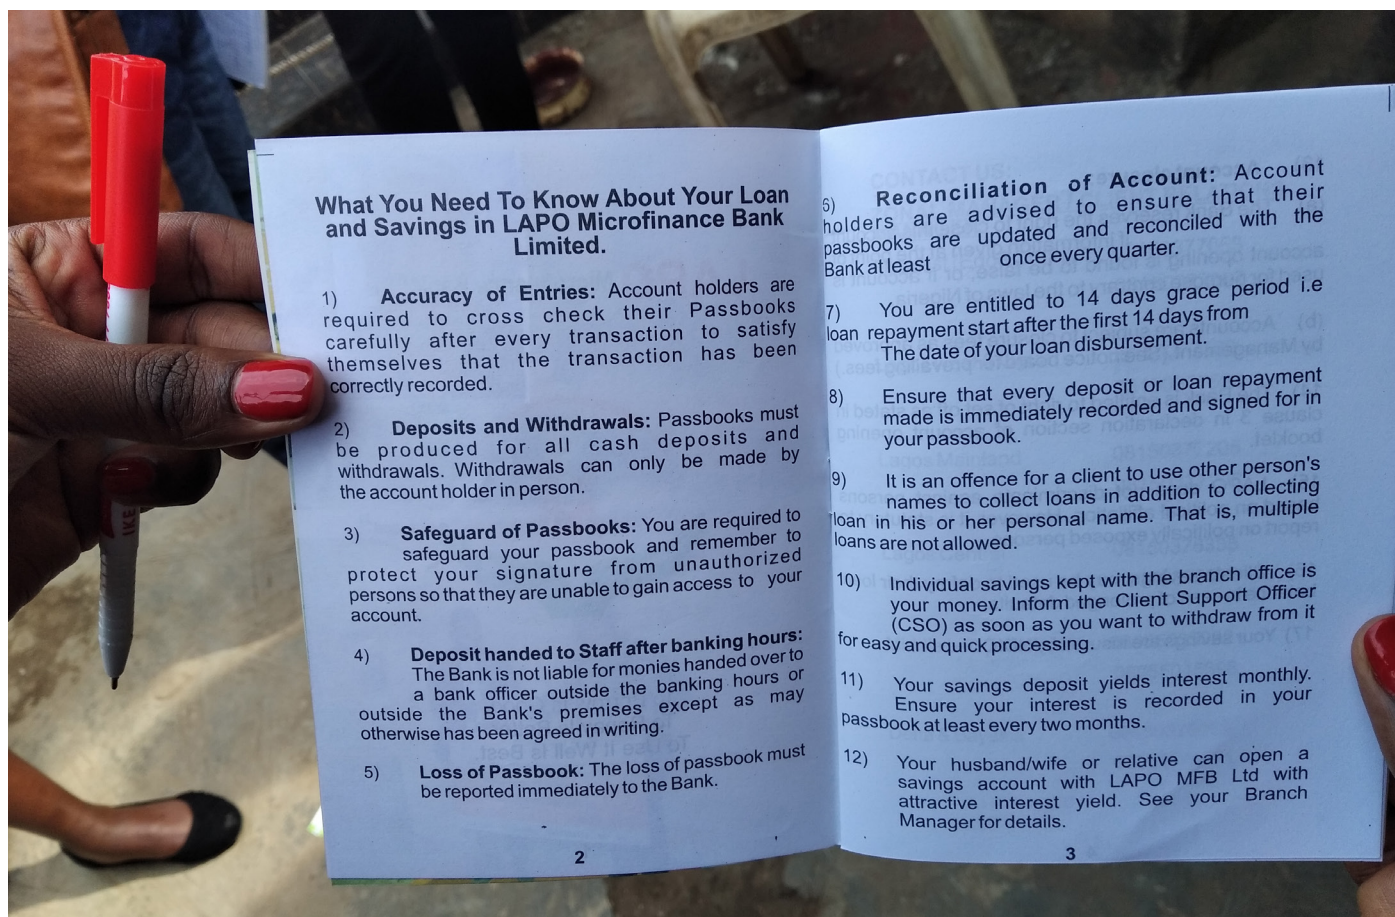 What You Need To Know About Your Loan
and Savings in LAPO Microfinance Bank
Limited.
1) Accuracy of Entries: Account holders are
required to cross check their Passbooks
carefully after every transaction to satisfy
themselves that the transaction has been
correctly recorded.
2) Deposits and Withdrawals: Passbooks must
be produced for all cash deposits and
withdrawals. Withdrawals can only be made by
the account holder in person.
3) Safeguard of Passbooks: You are required to
safeguard your passbook and remember to
protect your signature from unauthorized
persons so that they are unable to gain access to your
account.
4) Deposit handed to Staff after banking hours:
The Bank is not liable for monies handed over to
a bank officer outside the banking hours or
outside the Bank's premises except as may
otherwise has been agreed in writing.
5) Loss of Passbook: The loss of passbook must
be reported immediately to the Bank.
2
6) Reconciliation of Account: Account
holders are advised to ensure that their
passbooks are updated and reconciled with the
Bank at least once every quarter.
7) You are entitled to 14 days grace period i.e
loan repayment start after the first 14 days from
The date of your loan disbursement.
8) Ensure that every deposit or loan repayment
made is immediately recorded and signed for in
your passbook.
9) It is an offence for a client to use other person's
names to collect loans in addition to collecting
loan in his or her personal name. That is, multiple
loans are not allowed.
10) Individual savings kept with the branch office is
your money. Inform the Client Support Officer
(CSO) as soon as you want to withdraw from it
for easy and quick processing.
11) Your savings deposit yields interest monthly.
Ensure your interest is recorded in your
passbook at least every two months.
12) Your husband/wife or relative can open a
savings account with LAPO MFB Ltd with
attractive interest yield. See your Branch
Manager for details.
3